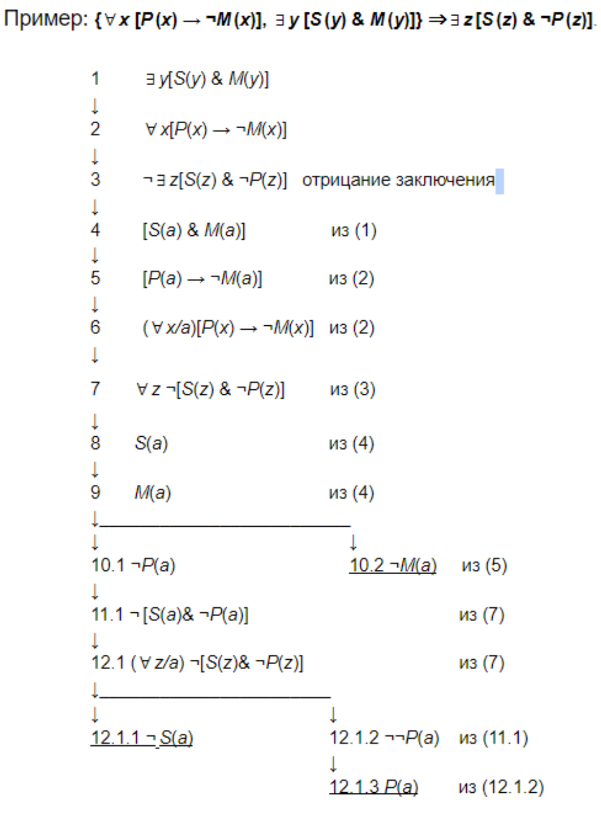 Пример: {∀x [P(x) → ¬M(x)], ∃y [S(y) & M(y)]} ⇒∃z[S(z) & ¬P(z)].
1 ∃y[S(y) & M(y)]
↓
2 ∀x[P(x) → ¬M(x)]
↓
3 ¬∃z[S(z) & ¬P(z)] отрицание заключения
↓
4 [S(a) & M(a)] из (1)
↓
5 [P(a) → ¬M(a)] из (2)
↓
6 (∀x/a)[P(x) → ¬M(x)] из (2)
↓
7 ∀z ¬[S(z) & ¬P(z)] из (3)
↓
8 S(a) из (4)
↓
9 M(a) из (4)
↓
↓ ↓
10.1 ¬P(a) 10.2 ¬M(a) из (5)
↓
11.1 ¬[S(a)& ¬P(a)] из (7)
↓
12.1 (∀z/a) ¬[S(z)& ¬P(z)] из (7)
↓
↓ ↓
12.1.1 ¬ S(a) 12.1.2 ¬¬P(a) из (11.1)
↓
12.1.3 P(a) из (12.1.2)